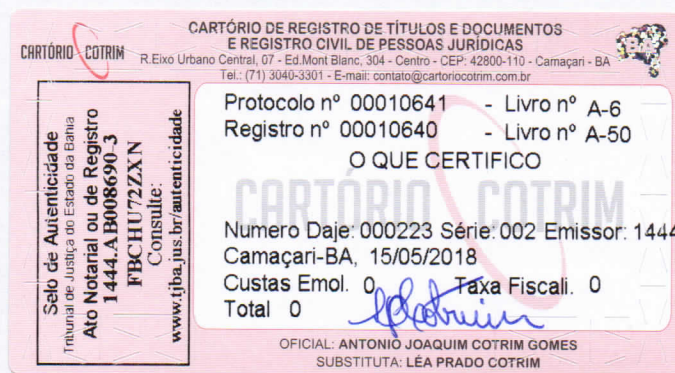 CARTÓRIO DE REGISTRO DE TÍTULOS E DOCUMENTOS
E REGISTRO CIVIL DE PESSOAS JURÍDICAS
CARTÓRIO COTRIM
R.Eixo Urbano Central, 07 - Ed.Mont Blanc, 304 - Centro - CEP: 42800-110 - Camaçari - BA
Tel.: (71) 3040-3301 - E-mail: contato@cartoriocotrim.com.br
Selo de Autenticidade
Tribunal de Justiça do Estado da Bahia
Ato Notarial ou de Registro
1444.AB008690-3
FBCHU72ZXN
Consulte:
www.tjba.jus.br/autenticidade
Protocolo nº 00010641 - Livro nº A-6
Registro nº 00010640 - Livro nº A-50
O QUE CERTIFICO
CARTÓRIO COTRIM
Numero Daje: 000223 Série: 002 Emissor: 1444
Camaçari-BA, 15/05/2018
Custas Emol. 0 Taxa Fiscali. 0
Total 0
OFICIAL: ANTONIO JOAQUIM COTRIM GOMES
SUBSTITUTA: LÉA PRADO COTRIM